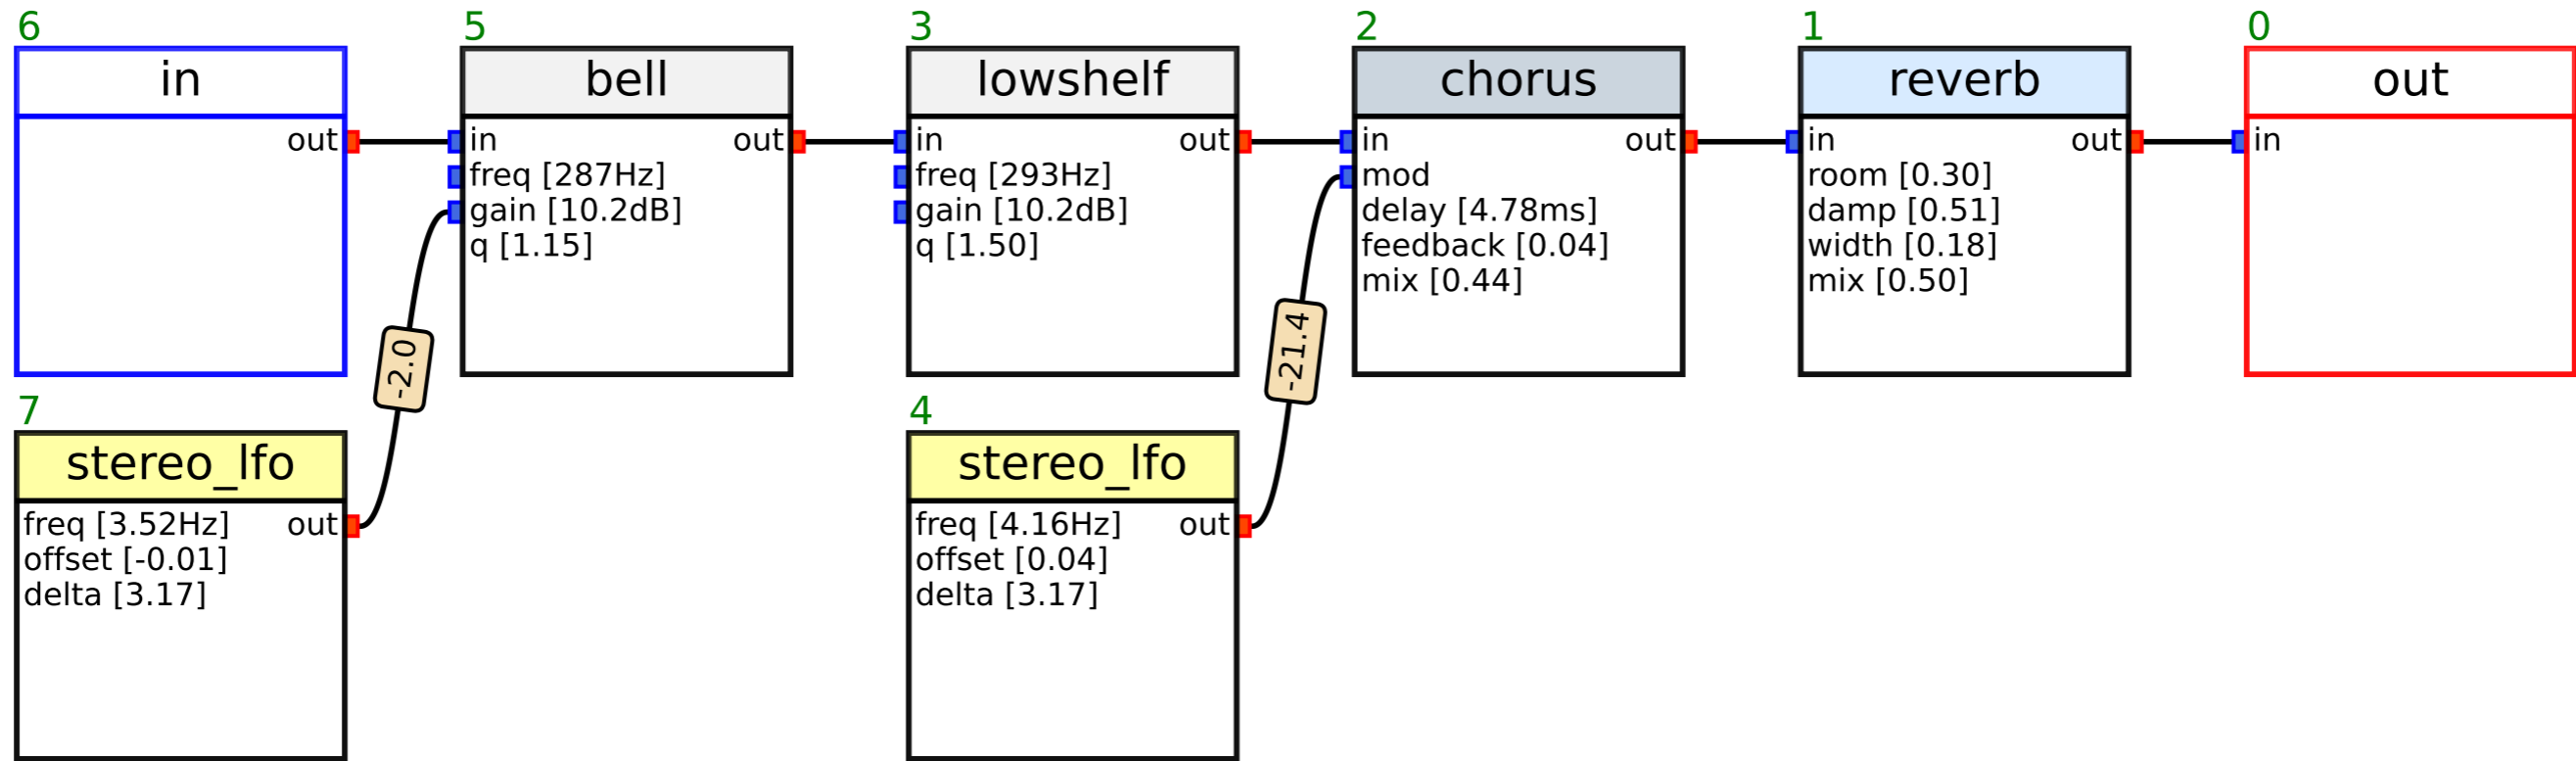 6
in
out
5
bell
in
out
freq [287Hz]
gain [10.2dB]
q [1.15]
3
lowshelf
in
out
freq [293Hz]
gain [10.2dB]
q [1.50]
2
chorus
in
out
mod
delay [4.78ms]
feedback [0.04]
mix [0.44]
1
reverb
in
out
room [0.30]
damp [0.51]
width [0.18]
mix [0.50]
0
out
in
-2.0
-21.4
7
stereo_lfo
freq [3.52Hz]
out
offset [-0.01]
delta [3.17]
4
stereo_lfo
freq [4.16Hz]
out
offset [0.04]
delta [3.17]